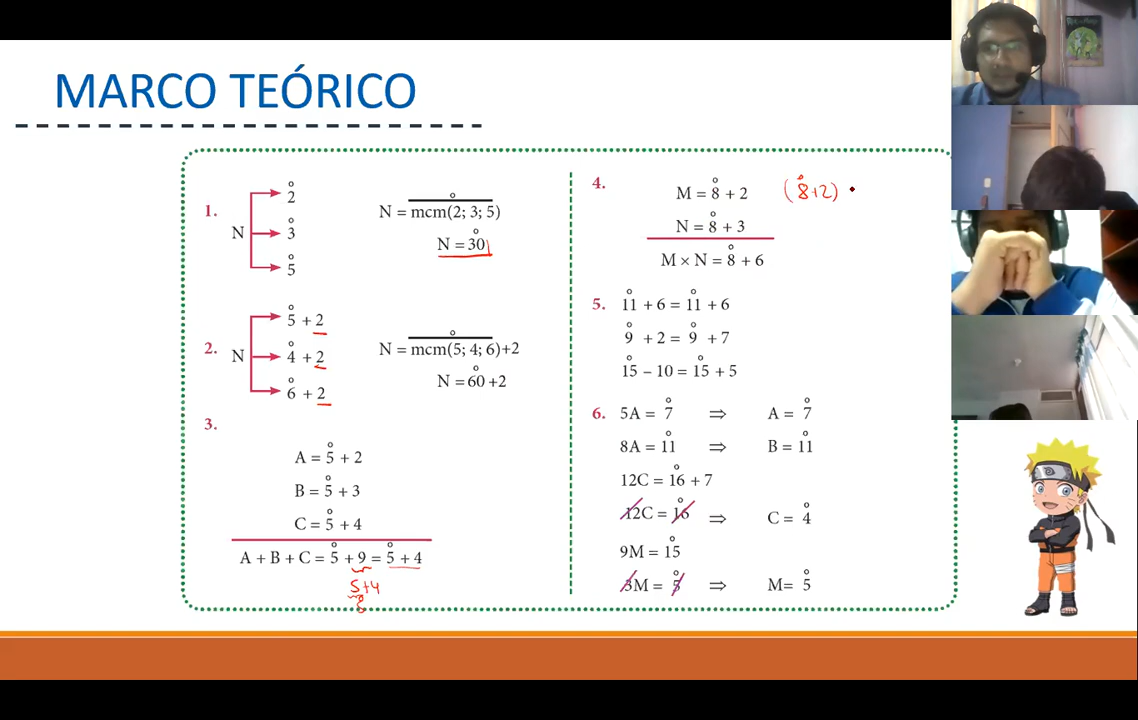 MARCO TEÓRICO
1.
N
2̊
3̊
5̊
N = mcm(2; 3; 5)
N = 30̊
2.
N
5̊ + 2
4̊ + 2
6̊ + 2
N = mcm(5; 4; 6)+2
N = 60̊ +2
3.
A = 5̊ + 2
B = 5̊ + 3
C = 5̊ + 4
A + B + C = 5̊ + 9 = 5̊ + 4
5+4
5̊
4.
M = 8̊ + 2
(8̊+2)
N = 8̊ + 3
M × N = 8̊ + 6
5.
11̊ + 6 = 11̊ + 6
9̊ + 2 = 9̊ + 7
15̊ – 10 = 15̊ + 5
6.
5A = 7̊ ⇒ A = 7̊
8A = 11̊ ⇒ B = 11̊
12C = 16̊ + 7
12C = 16̊ ⇒ C = 4̊
9M = 15̊
3M = 5̊ ⇒ M= 5̊